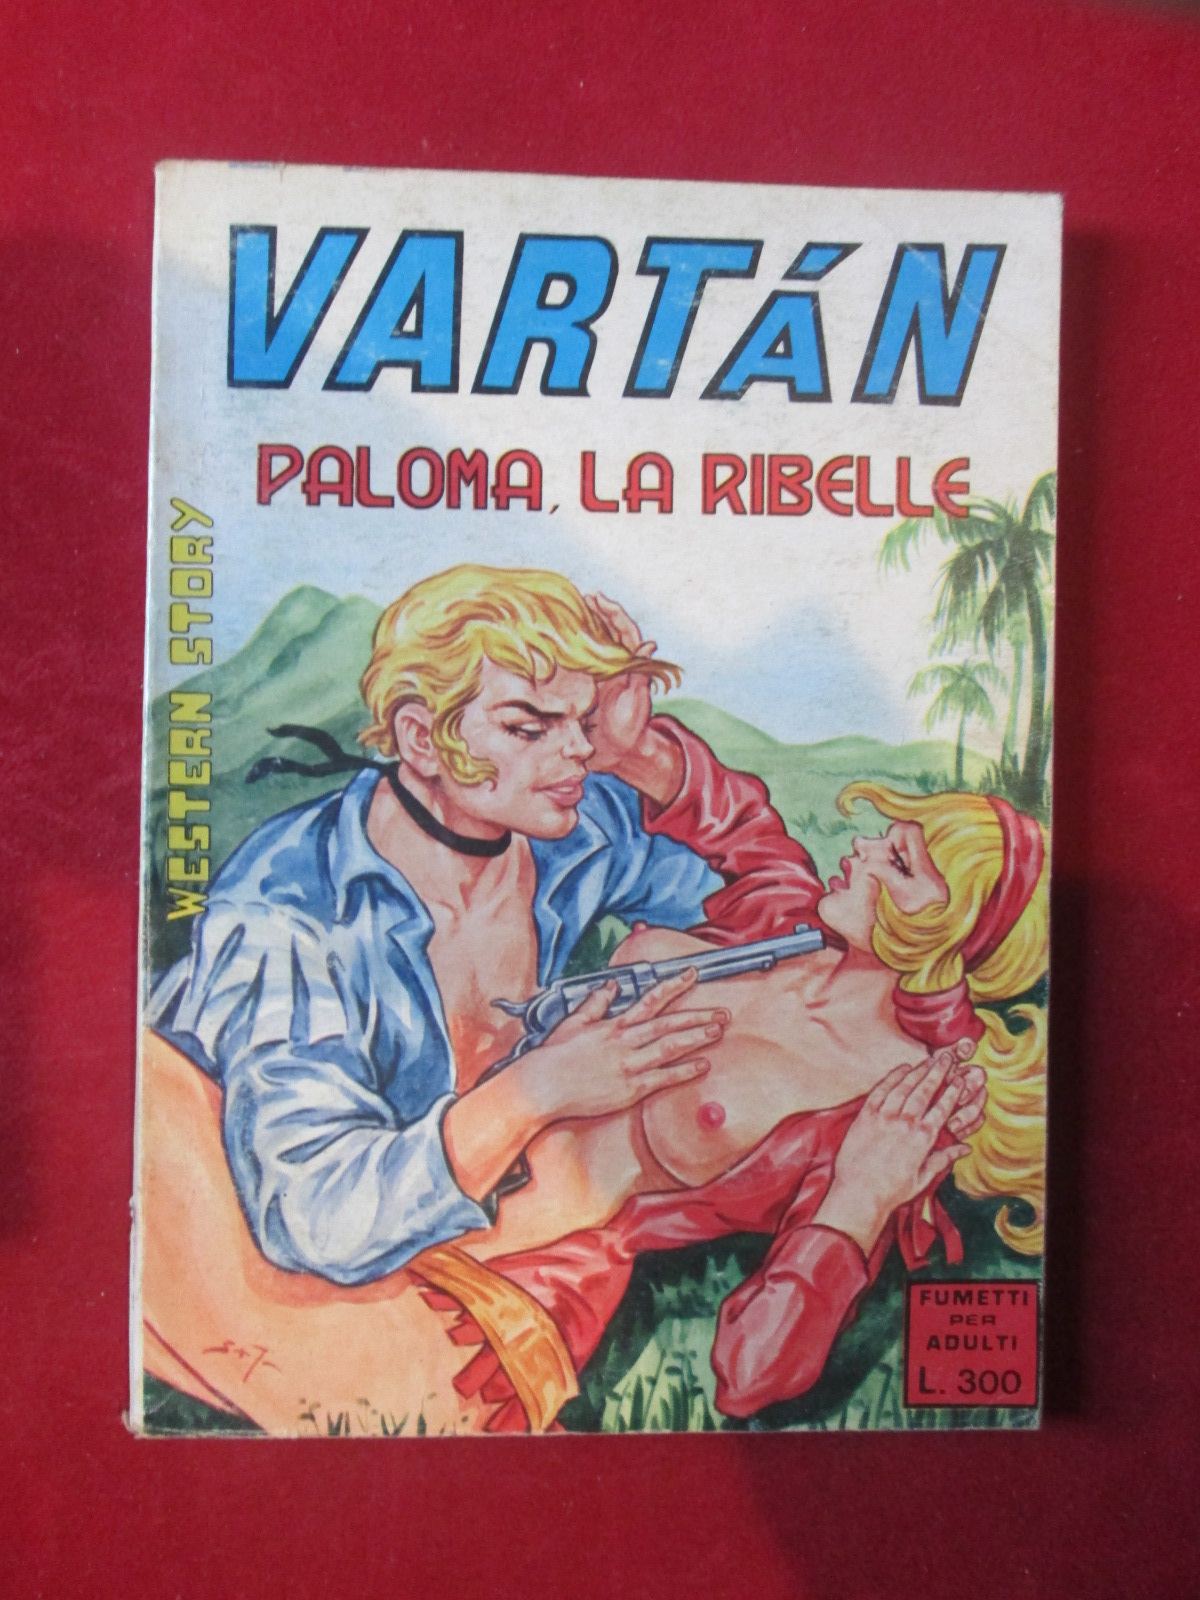 VARTÁN
PALOMA, LA RIBELLE
WESTERN STORY
FUMETTI
PER
ADULTI
L. 300